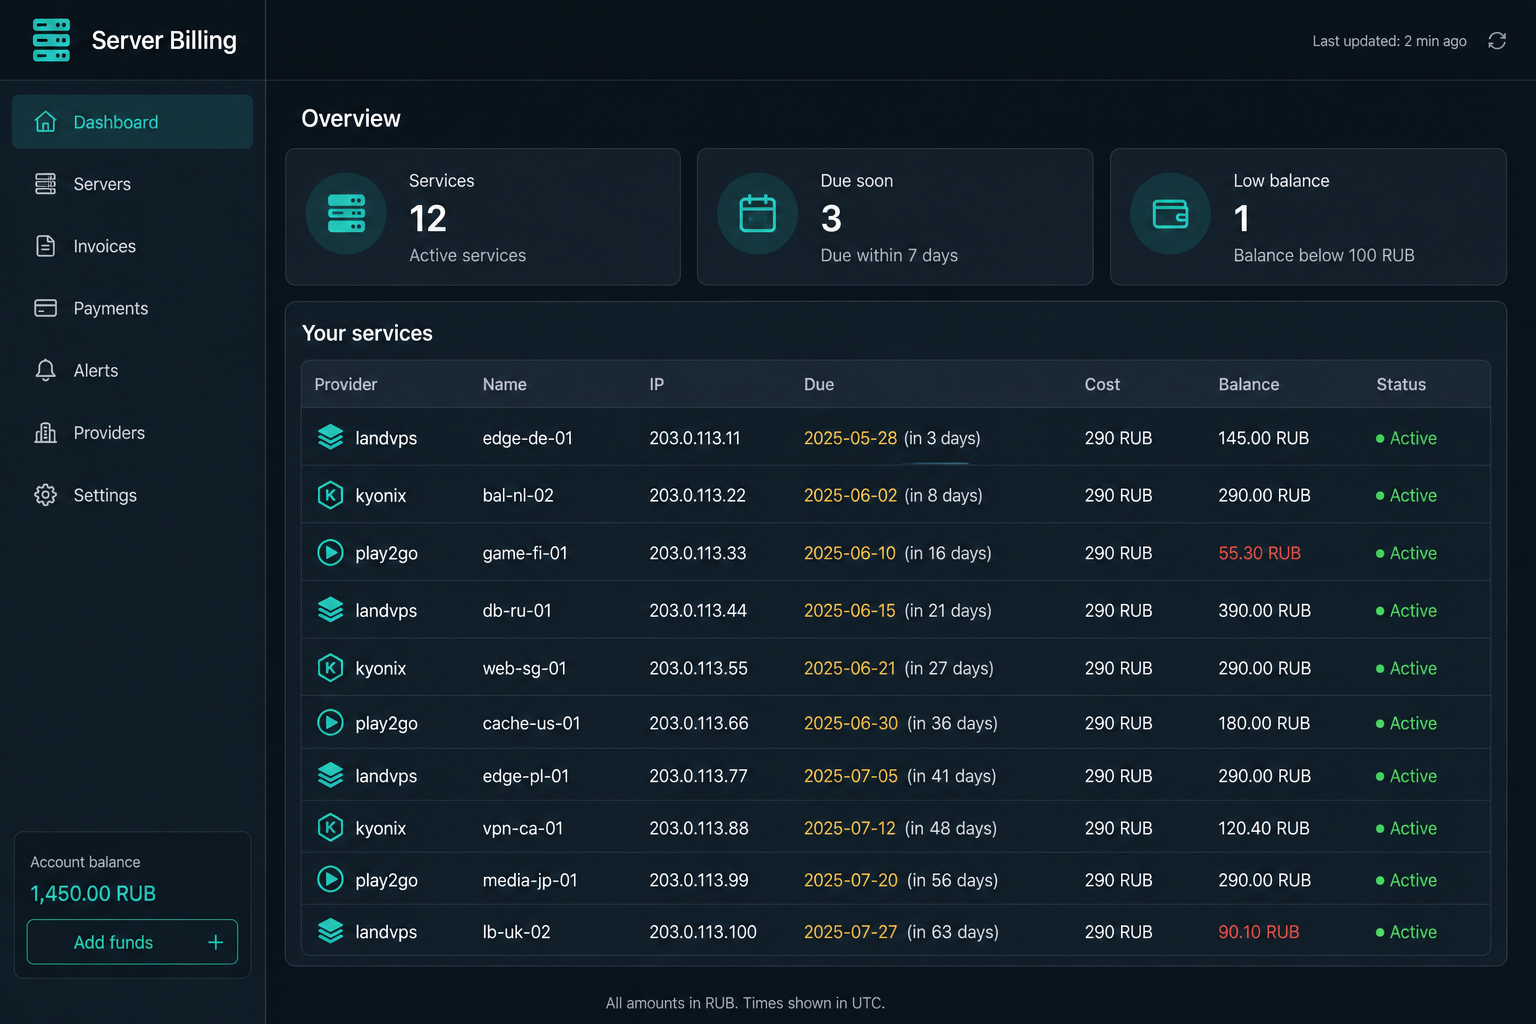 Server Billing
Last updated: 2 min ago
Dashboard
Servers
Invoices
Payments
Alerts
Providers
Settings
Account balance
1,450.00 RUB
Add funds +
Overview
Services
12
Active services
Due soon
3
Due within 7 days
Low balance
1
Balance below 100 RUB
Your services
Provider Name IP Due Cost Balance Status
landvps edge-de-01 203.0.113.11 2025-05-28 (in 3 days) 290 RUB 145.00 RUB Active
K kyonix bal-nl-02 203.0.113.22 2025-06-02 (in 8 days) 290 RUB 290.00 RUB Active
play2go game-fi-01 203.0.113.33 2025-06-10 (in 16 days) 290 RUB 55.30 RUB Active
landvps db-ru-01 203.0.113.44 2025-06-15 (in 21 days) 290 RUB 390.00 RUB Active
K kyonix web-sg-01 203.0.113.55 2025-06-21 (in 27 days) 290 RUB 290.00 RUB Active
play2go cache-us-01 203.0.113.66 2025-06-30 (in 36 days) 290 RUB 180.00 RUB Active
landvps edge-pl-01 203.0.113.77 2025-07-05 (in 41 days) 290 RUB 290.00 RUB Active
K kyonix vpn-ca-01 203.0.113.88 2025-07-12 (in 48 days) 290 RUB 120.40 RUB Active
play2go media-jp-01 203.0.113.99 2025-07-20 (in 56 days) 290 RUB 290.00 RUB Active
landvps lb-uk-02 203.0.113.100 2025-07-27 (in 63 days) 290 RUB 90.10 RUB Active
All amounts in RUB. Times shown in UTC.